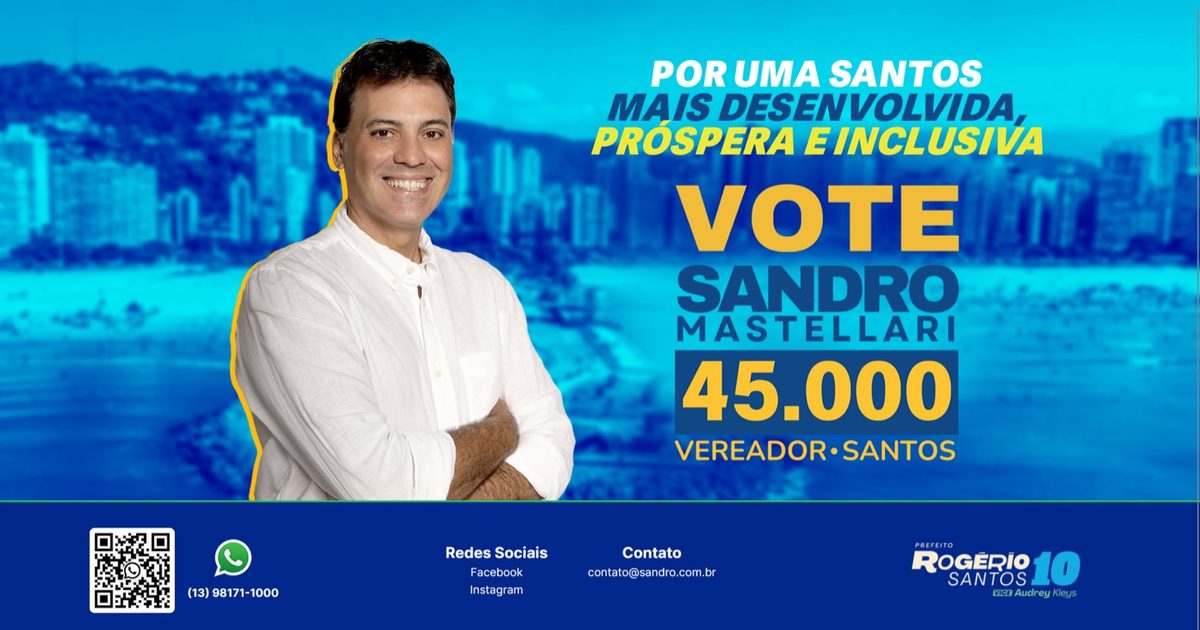 POR UMA SANTOS
MAIS DESENVOLVIDA,
PRÓSPERA E INCLUSIVA
VOTE
SANDRO
MASTELLARI
45.000
VEREADOR • SANTOS
(13) 98171-1000
Redes Sociais
Facebook
Instagram
Contato
contato@sandro.com.br
PREFEITO
ROGÉRIO
SANTOS 10
VICE Audrey Kleys